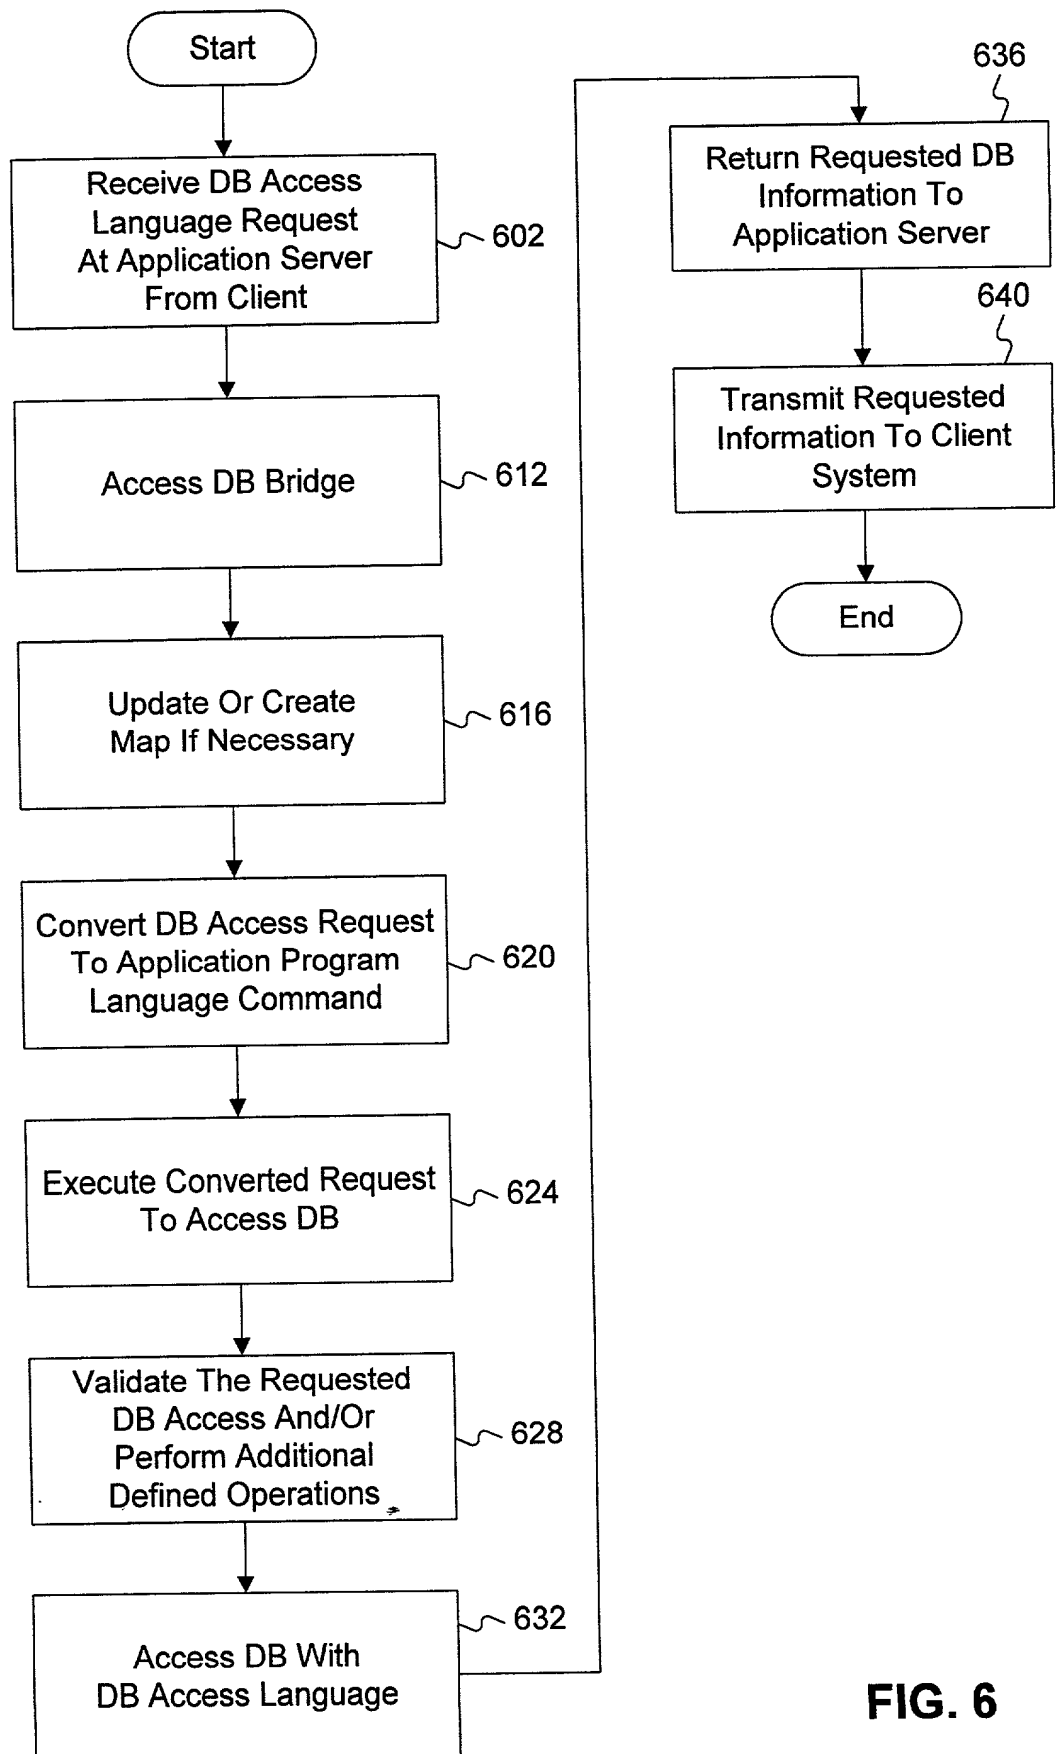 Start
Receive DB Access
Language Request
At Application Server
From Client
602
Access DB Bridge
612
Update Or Create
Map If Necessary
616
Convert DB Access Request
To Application Program
Language Command
620
Execute Converted Request
To Access DB
624
Validate The Requested
DB Access And/Or
Perform Additional
Defined Operations
628
Access DB With
DB Access Language
632
636
Return Requested DB
Information To
Application Server
640
Transmit Requested
Information To Client
System
End
FIG. 6